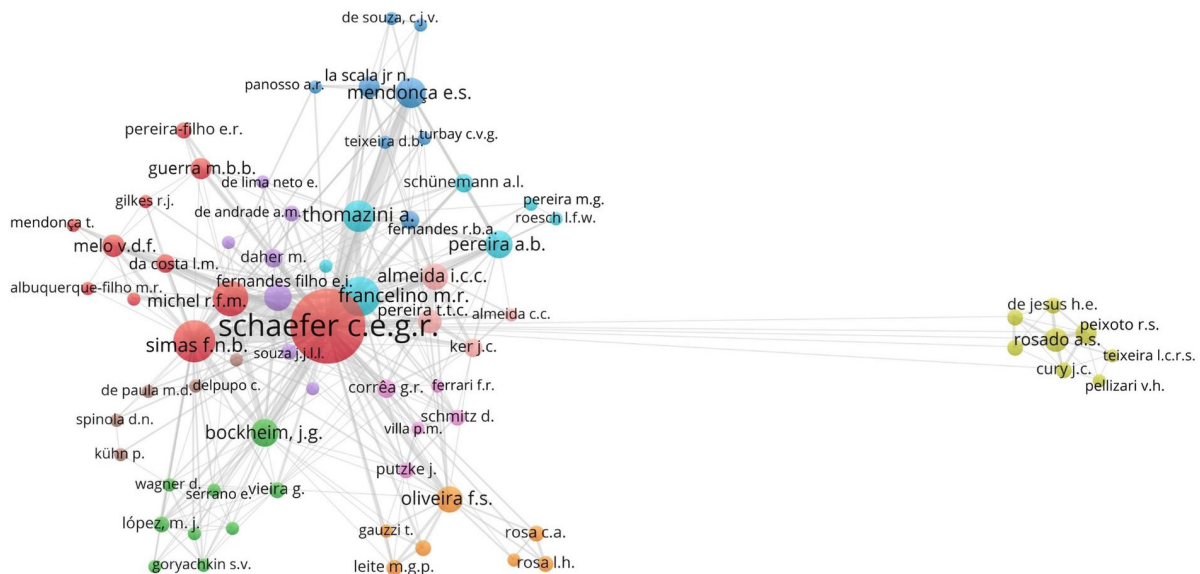 de souza, c.j.v.
la scala jr n.
panosso a.r.
mendonça e.s.
pereira-filho e.r.
teixeira d.b.
turbay c.v.g.
guerra m.b.b.
de lima neto e.
schünemann a.l.
gilkes r.j.
pereira m.g.
mendonça t.
de andrade a.m.
thomazini a.
roesch l.f.w.
fernandes r.b.a.
melo v.d.f.
pereira a.b.
da costa l.m.
daher m.
almeida i.c.c.
albuquerque-filho m.r.
fernandes filho e.i.
michel r.f.m.
francelino m.r.
de jesus h.e.
pereira t.t.c.
almeida c.c.
schaefer c.e.g.r.
peixoto r.s.
simas f.n.b.
rosado a.s.
souza j.j.l.l.
ker j.c.
teixeira l.c.r.s.
cury j.c.
pellizari v.h.
de paula m.d.
delpupo c.
corrêa g.r.
ferrari f.r.
spinola d.n.
schmitz d.
villa p.m.
bockheim, j.g.
kühn p.
putzke j.
wagner d.
serrano e.
vieira g.
oliveira f.s.
lópez, m. j.
gauzzi t.
rosa c.a.
goryachkin s.v.
leite m.g.p.
rosa l.h.